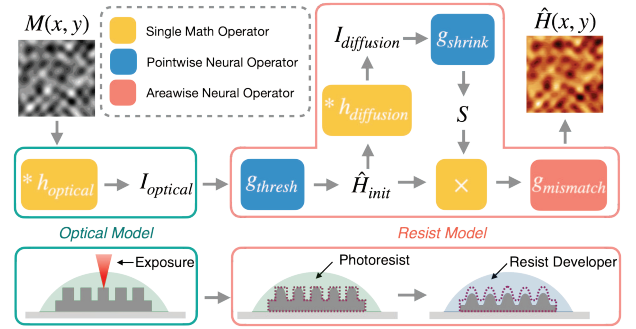 M(x, y)
Single Math Operator
Pointwise Neural Operator
Areawise Neural Operator
I_diffusion
g_shrink
Ĥ(x, y)
* h_diffusion
S
* h_optical
I_optical
g_thresh
Ĥ_init
×
g_mismatch
Optical Model
Resist Model
Exposure
Photoresist
Resist Developer